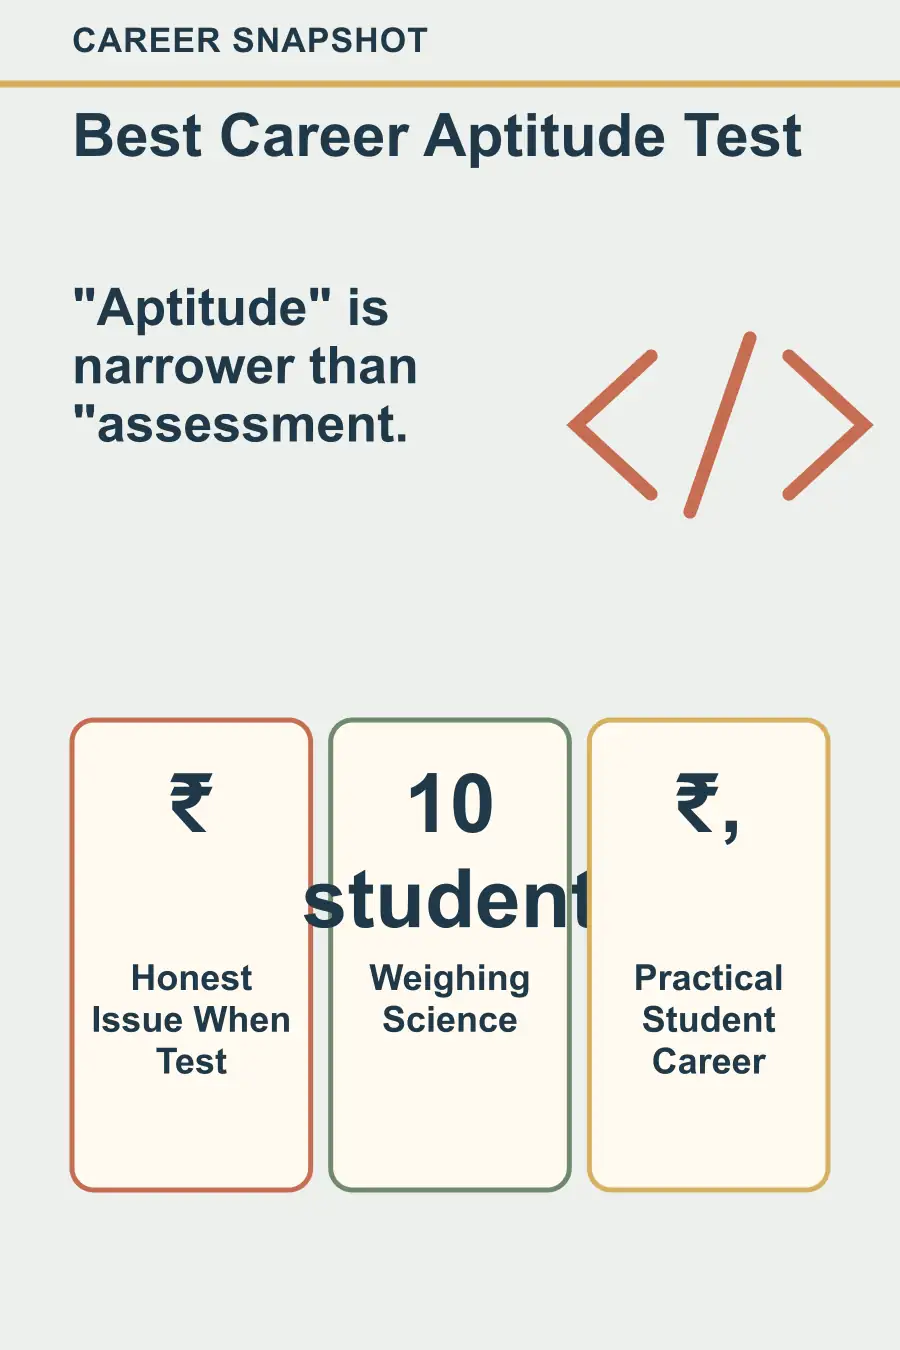 CAREER SNAPSHOT
Best Career Aptitude Test
"Aptitude" is
narrower than
"assessment.
₹
Honest
Issue When
Test
10
student
Weighing
Science
₹,
Practical
Student
Career